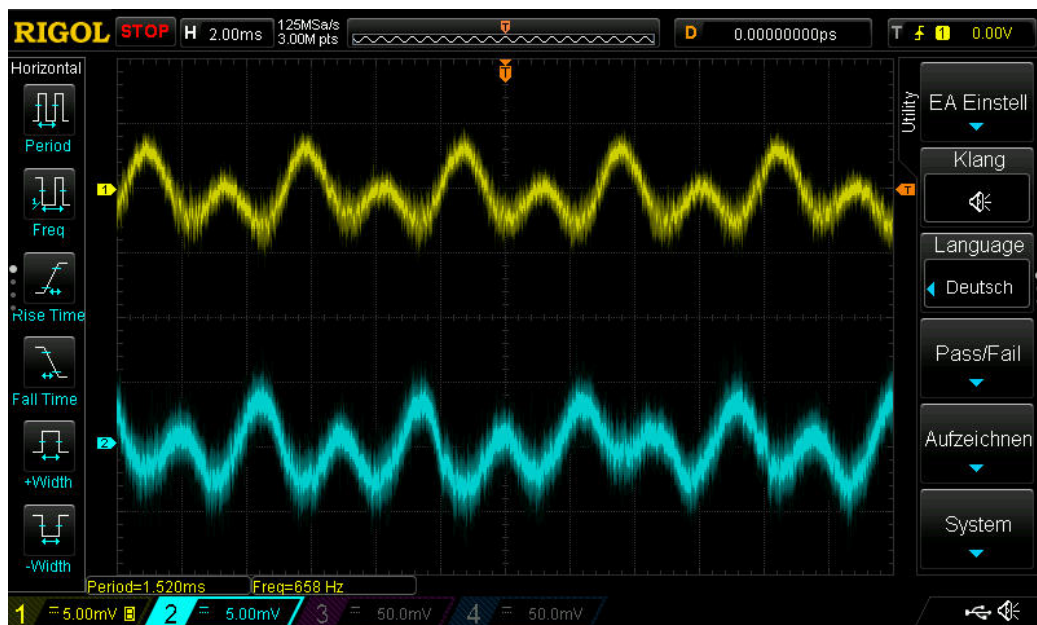 RIGOL STOP H 2.00ms 125MSa/s 3.00M pts T D 0.00000000ps T 1 0.00V
Horizontal
Period
Freq
Rise Time
Fall Time
+Width
-Width
T
1
T
2
Utility
EA Einstell
Klang
Language
Deutsch
Pass/Fail
Aufzeichnen
System
Period=1.520ms Freq=658 Hz
1 5.00mV B 2 5.00mV 3 50.0mV 4 50.0mV